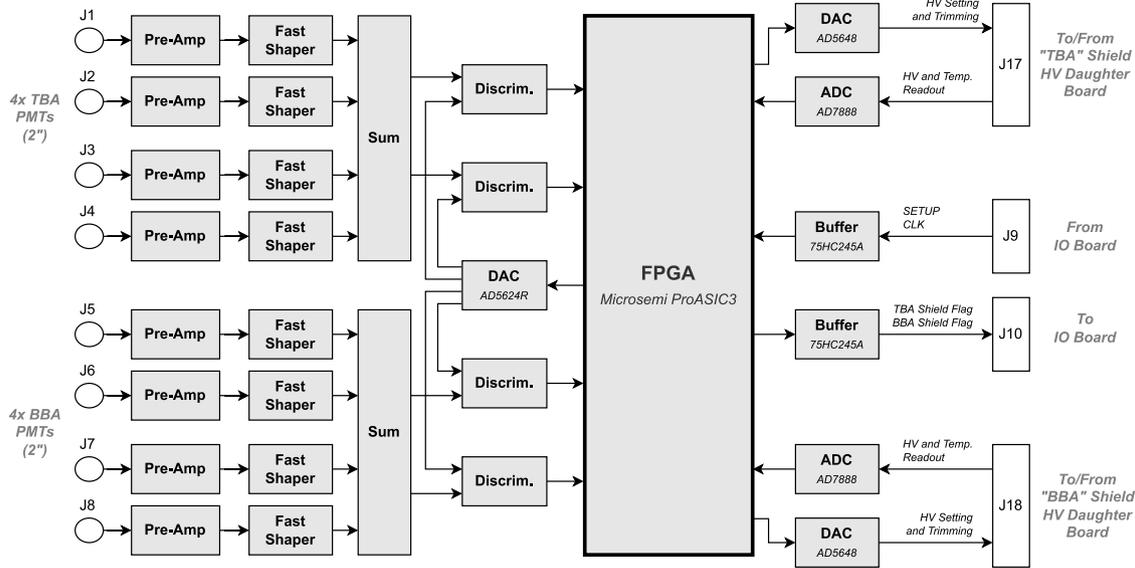 4x TBA
PMTs
(2")
J1
Pre-Amp
Fast
Shaper
J2
Pre-Amp
Fast
Shaper
J3
Pre-Amp
Fast
Shaper
J4
Pre-Amp
Fast
Shaper
Sum
Discrim.
Discrim.
DAC
AD5624R
4x BBA
PMTs
(2")
J5
Pre-Amp
Fast
Shaper
J6
Pre-Amp
Fast
Shaper
J7
Pre-Amp
Fast
Shaper
J8
Pre-Amp
Fast
Shaper
Sum
Discrim.
Discrim.
FPGA
Microsemi ProASIC3
DAC
AD5648
HV Setting
and Trimming
ADC
AD7888
HV and Temp.
Readout
J17
To/From
"TBA" Shield
HV Daughter
Board
Buffer
75HC245A
SETUP
CLK
J9
From
IO Board
Buffer
75HC245A
TBA Shield Flag
BBA Shield Flag
J10
To
IO Board
ADC
AD7888
HV and Temp.
Readout
DAC
AD5648
HV Setting
and Trimming
J18
To/From
"BBA" Shield
HV Daughter
Board